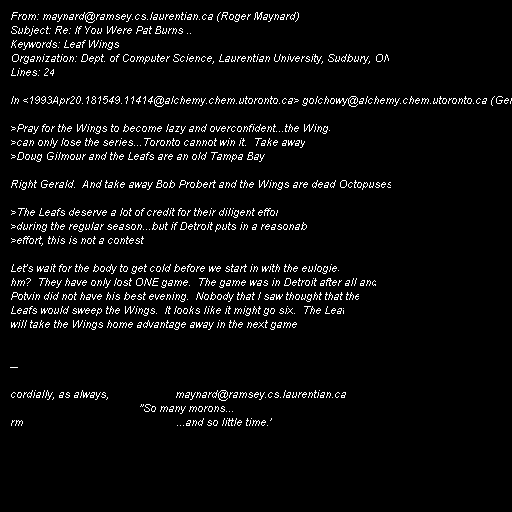 From: maynard@ramsey.cs.laurentian.ca (Roger Maynard)
Subject: Re: If You Were Pat Burns ..
Keywords: Leaf Wings
Organization: Dept. of Computer Science, Laurentian University, Sudbury, ON
Lines: 24
In <1993Apr20.181549.11414@alchemy.chem.utoronto.ca> golchowy@alchemy.chem.utoronto.ca (Ger
>Pray for the Wings to become lazy and overconfident...the Wing
>can only lose the series...Toronto cannot win it.  Take away
>Doug Gilmour and the Leafs are an old Tampa Bay
Right Gerald.  And take away Bob Probert and the Wings are dead Octopuses
>The Leafs deserve a lot of credit for their diligent effor
>during the regular season...but if Detroit puts in a reasonab
>effort, this is not a contest
Let's wait for the body to get cold before we start in with the eulogie
hm?  They have only lost ONE game.  The game was in Detroit after all and
Potvin did not have his best evening.  Nobody that I saw thought that the
Leafs would sweep the Wings.  It looks like it might go six.  The Leaf
will take the Wings home advantage away in the next game
--
cordially, as always, maynard@ramsey.cs.laurentian.ca
"So many morons...
rm ...and so little time.'